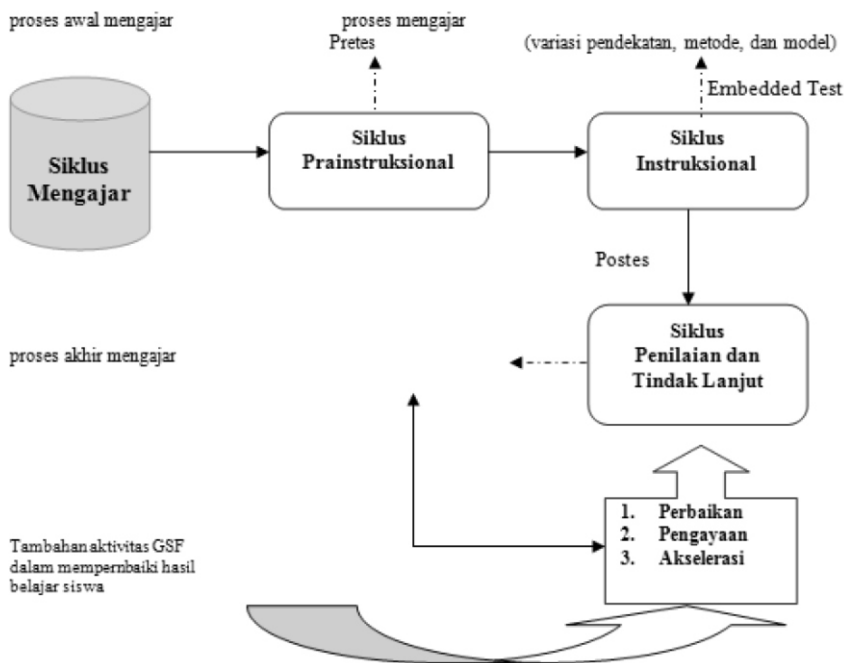 proses awal mengajar
proses mengajar
Pretes
(variasi pendekatan, metode, dan model)
Embedded Test
Siklus
Mengajar
Siklus
Prainstruksional
Siklus
Instruksional
Postes
Siklus
Penilaian dan
Tindak Lanjut
proses akhir mengajar
1. Perbaikan
2. Pengayaan
3. Akselerasi
Tambahan aktivitas GSF
dalam mempernbaiki hasil
belajar siswa